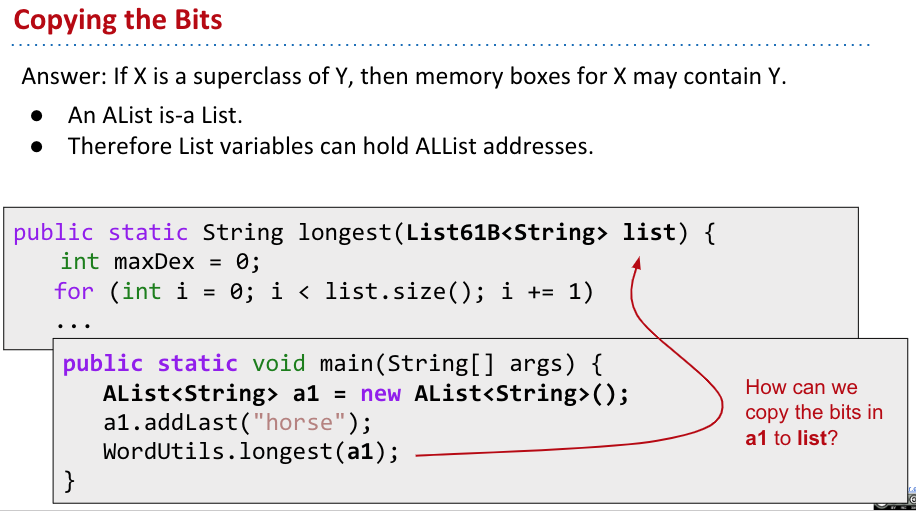 Copying the Bits
Answer: If X is a superclass of Y, then memory boxes for X may contain Y.
● An AList is-a List.
● Therefore List variables can hold ALList addresses.
public static String longest(List61B<String> list) {
int maxDex = 0;
for (int i = 0; i < list.size(); i += 1)
...
public static void main(String[] args) {
AList<String> a1 = new AList<String>();
a1.addLast("horse");
WordUtils.longest(a1);
}
How can we
copy the bits in
a1 to list?